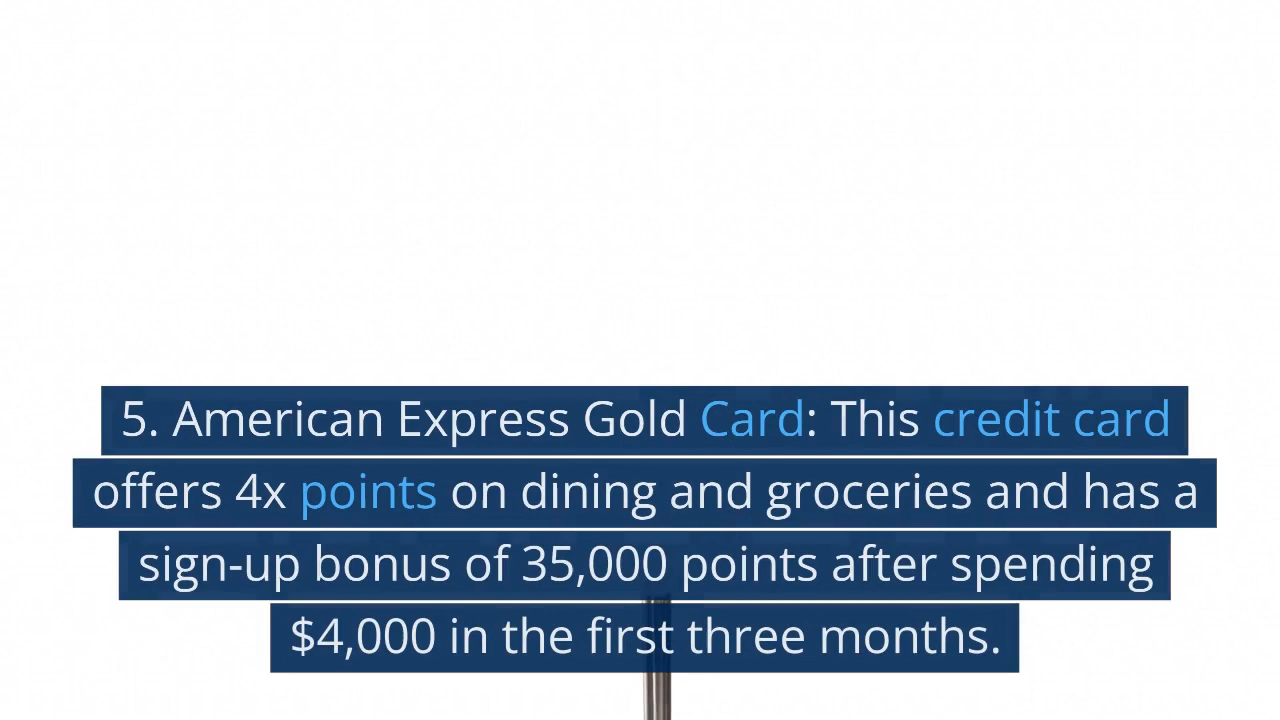 5. American Express Gold Card: This credit card
offers 4x points on dining and groceries and has a
sign-up bonus of 35,000 points after spending
$4,000 in the first three months.